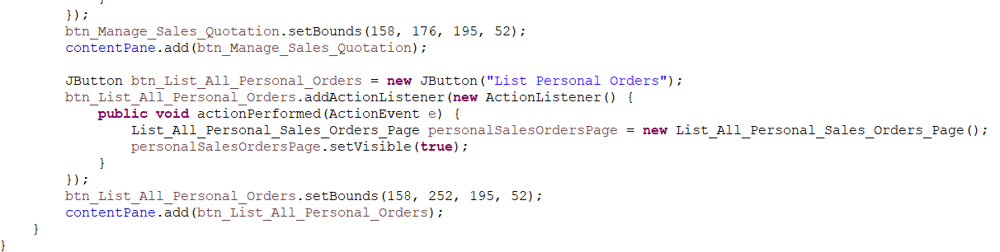 });
btn_Manage_Sales_Quotation.setBounds(158, 176, 195, 52);
contentPane.add(btn_Manage_Sales_Quotation);
JButton btn_List_All_Personal_Orders = new JButton("List Personal Orders");
btn_List_All_Personal_Orders.addActionListener(new ActionListener() {
public void actionPerformed(ActionEvent e) {
List_All_Personal_Sales_Orders_Page personalSalesOrdersPage = new List_All_Personal_Sales_Orders_Page();
personalSalesOrdersPage.setVisible(true);
}
});
btn_List_All_Personal_Orders.setBounds(158, 252, 195, 52);
contentPane.add(btn_List_All_Personal_Orders);
}
}